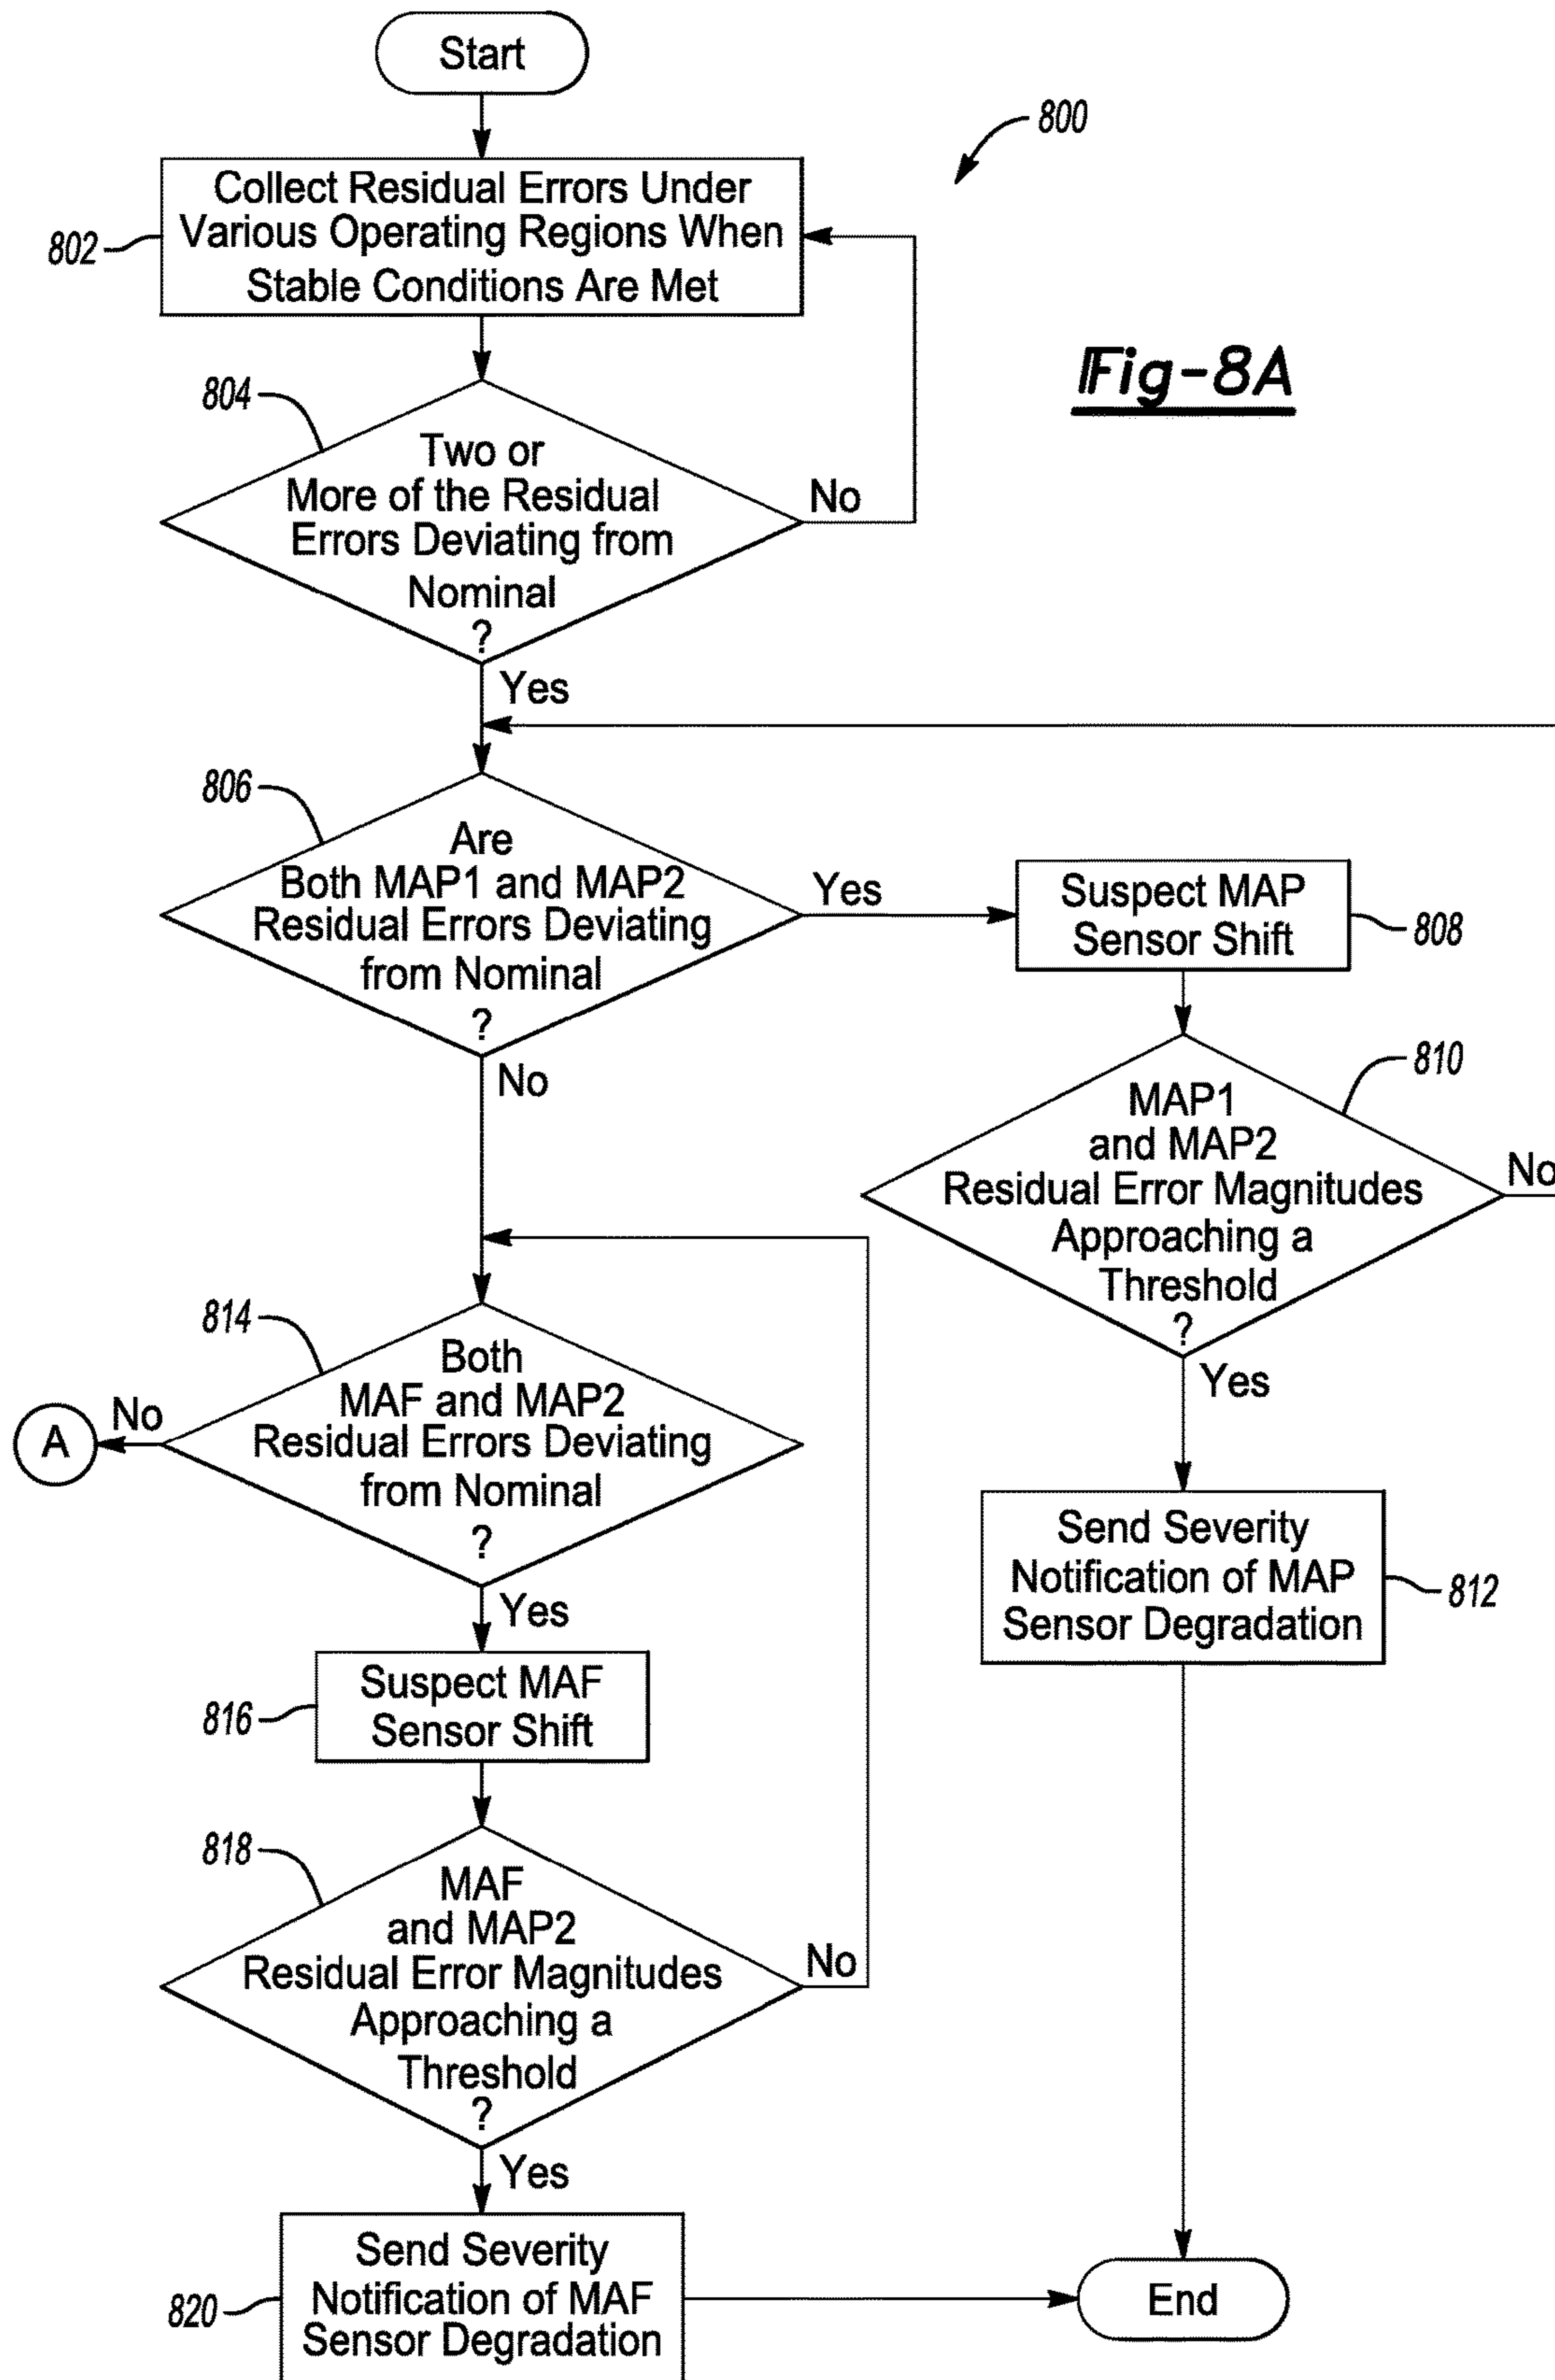 Start
800
Collect Residual Errors Under
Various Operating Regions When
Stable Conditions Are Met
802
Fig-8A
804
Two or
More of the Residual
Errors Deviating from
Nominal
?
No
Yes
806
Are
Both MAP1 and MAP2
Residual Errors Deviating
from Nominal
?
Yes
No
Suspect MAP
Sensor Shift
808
810
MAP1
and MAP2
Residual Error Magnitudes
Approaching a
Threshold
?
No
Yes
814
Both
MAF and MAP2
Residual Errors Deviating
from Nominal
?
No
A
Yes
Send Severity
Notification of MAP
Sensor Degradation
812
Suspect MAF
Sensor Shift
816
818
MAF
and MAP2
Residual Error Magnitudes
Approaching a
Threshold
?
No
Yes
Send Severity
Notification of MAF
Sensor Degradation
820
End